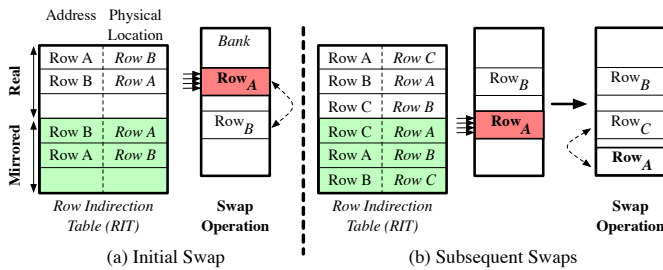 Address Physical Location
Real
Mirrored
Row A Row B
Row B Row A
Row B Row A
Row A Row B
Row Indirection
Table (RIT)
Bank
Row A
Row B
Swap
Operation
(a) Initial Swap
Row A Row C
Row B Row A
Row C Row B
Row C Row A
Row A Row B
Row B Row C
Row Indirection
Table (RIT)
Row B
Row A
Row B
Row C
Row A
Swap
Operation
(b) Subsequent Swaps